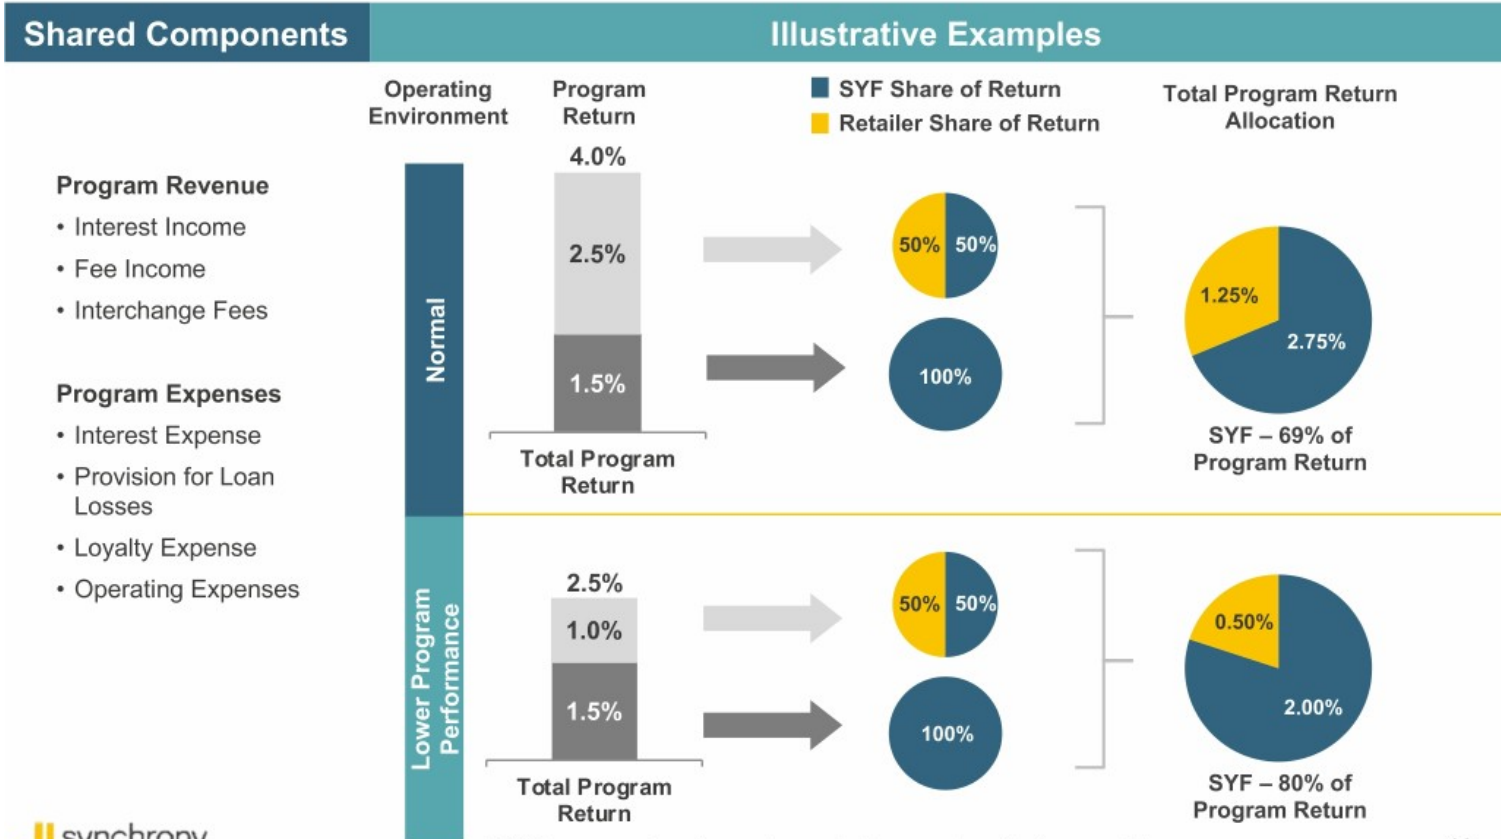 Shared Components
Illustrative Examples
Operating
Environment
Program
Return
SYF Share of Return
Retailer Share of Return
Total Program Return
Allocation
Program Revenue
• Interest Income
• Fee Income
• Interchange Fees
Program Expenses
• Interest Expense
• Provision for Loan
Losses
• Loyalty Expense
• Operating Expenses
Normal
4.0%
2.5%
1.5%
Total Program
Return
50% 50%
100%
1.25%
2.75%
SYF – 69% of
Program Return
Lower Program
Performance
2.5%
1.0%
1.5%
Total Program
Return
50% 50%
100%
0.50%
2.00%
SYF – 80% of
Program Return
synchrony